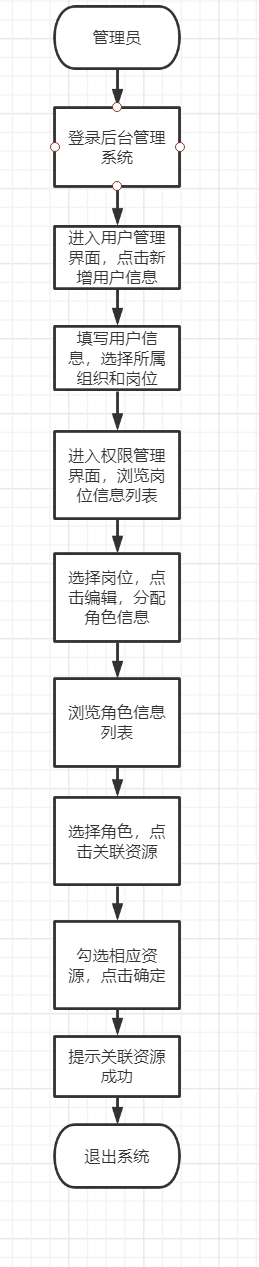 管理员
登录后台管理
系统
进入用户管理
界面，点击新
增用户信息
填写用户信
息，选择所属
组织和岗位
进入权限管理
界面，浏览岗
位信息列表
选择岗位，点
击编辑，分配
角色信息
浏览角色信息
列表
选择角色，点
击关联资源
勾选相应资
源，点击确定
提示关联资源
成功
退出系统